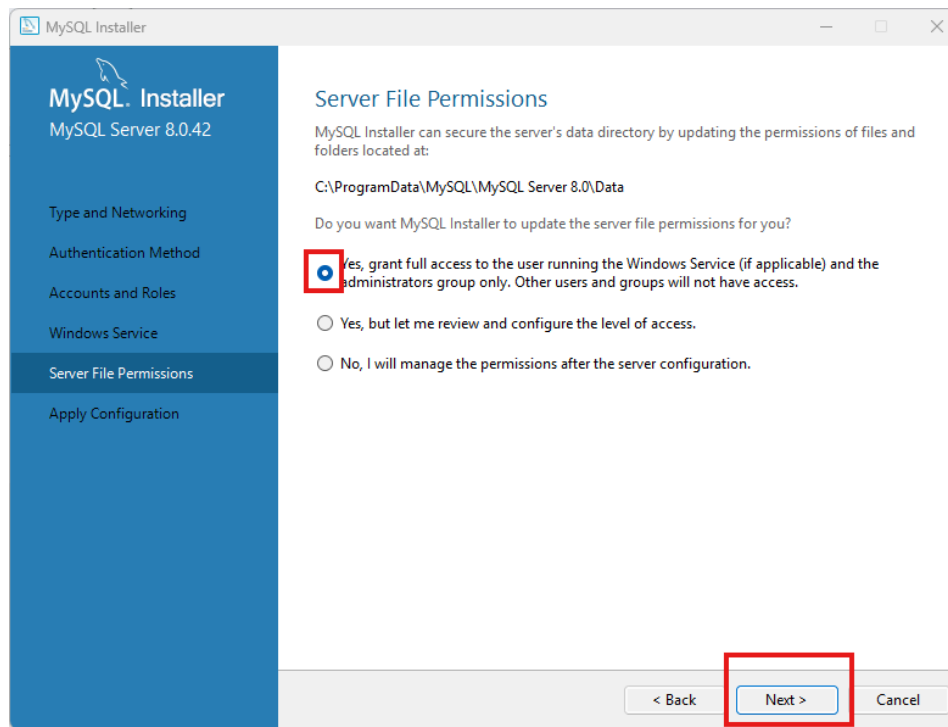 MySQL Installer
MySQL. Installer
MySQL Server 8.0.42
Type and Networking
Authentication Method
Accounts and Roles
Windows Service
Server File Permissions
Apply Configuration
Server File Permissions
MySQL Installer can secure the server's data directory by updating the permissions of files and
folders located at:
C:\ProgramData\MySQL\MySQL Server 8.0\Data
Do you want MySQL Installer to update the server file permissions for you?
Yes, grant full access to the user running the Windows Service (if applicable) and the
administrators group only. Other users and groups will not have access.
Yes, but let me review and configure the level of access.
No, I will manage the permissions after the server configuration.
< Back
Next >
Cancel